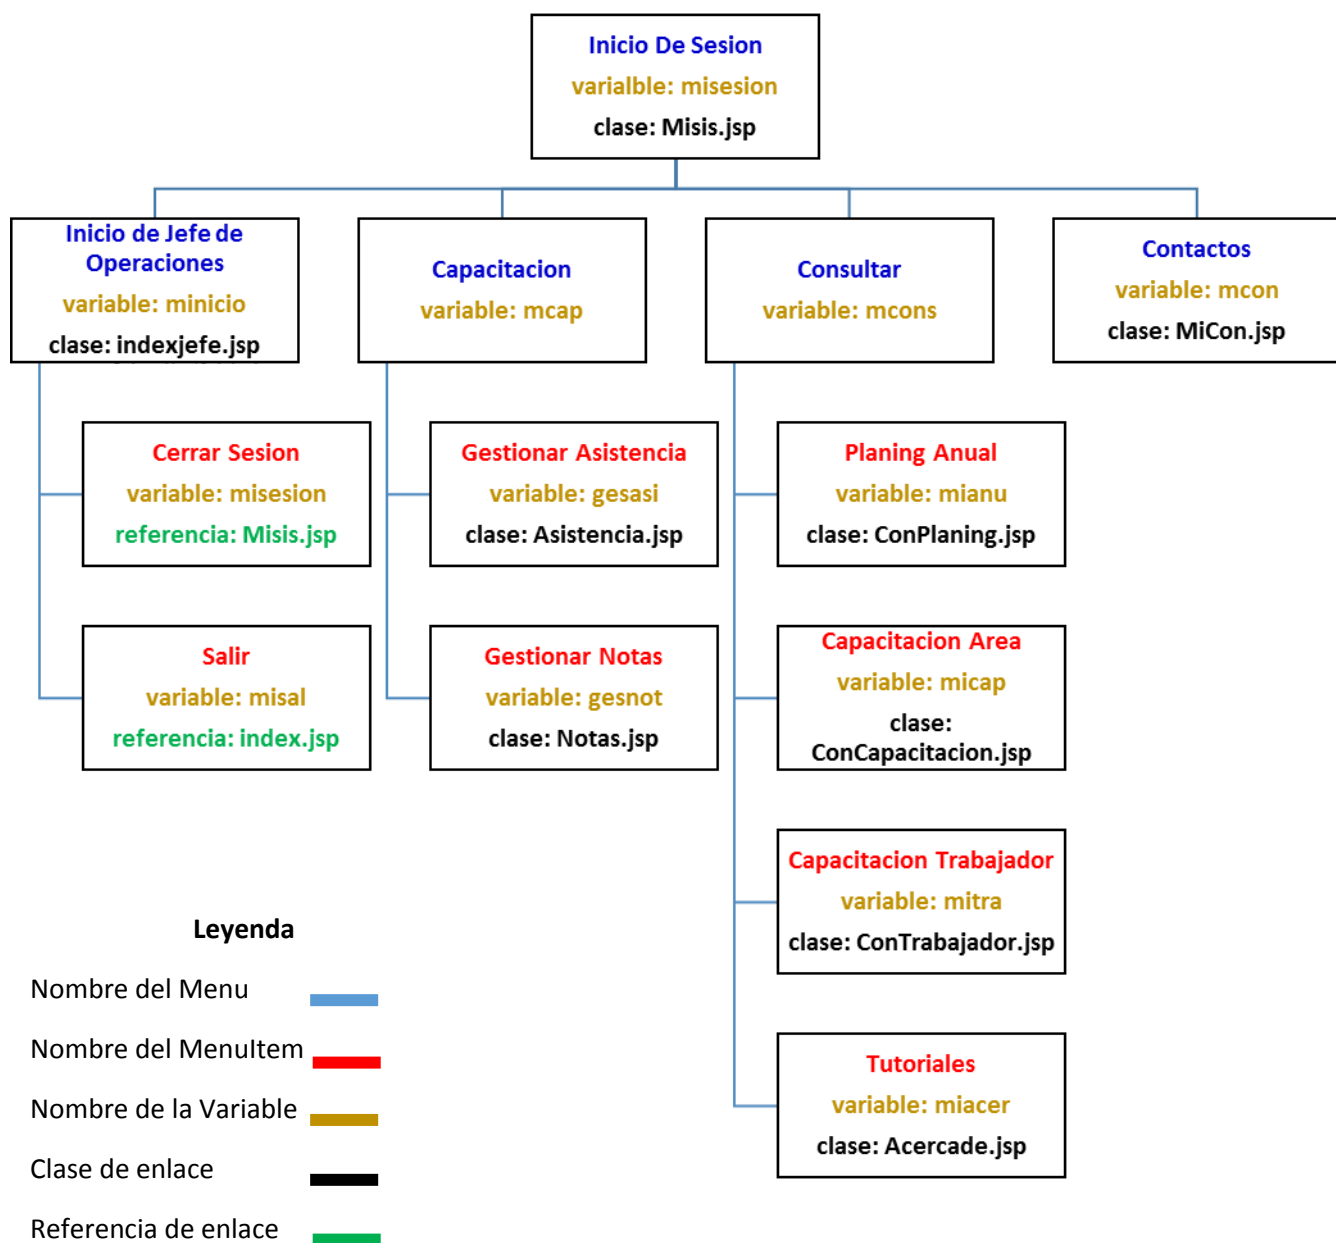 Inicio De Sesion
varialble: misesion
clase: Misis.jsp
Inicio de Jefe de
Operaciones
variable: minicio
clase: indexjefe.jsp
Capacitacion
variable: mcap
Consultar
variable: mcons
Contactos
variable: mcon
clase: MiCon.jsp
Cerrar Sesion
variable: misesion
referencia: Misis.jsp
Gestionar Asistencia
variable: gesasi
clase: Asistencia.jsp
Planing Anual
variable: mianu
clase: ConPlaning.jsp
Salir
variable: misal
referencia: index.jsp
Gestionar Notas
variable: gesnot
clase: Notas.jsp
Capacitacion Area
variable: micap
clase:
ConCapacitacion.jsp
Capacitacion Trabajador
variable: mitra
clase: ConTrabajador.jsp
Tutoriales
variable: miacer
clase: Acercade.jsp
Leyenda
Nombre del Menu
Nombre del MenuItem
Nombre de la Variable
Clase de enlace
Referencia de enlace